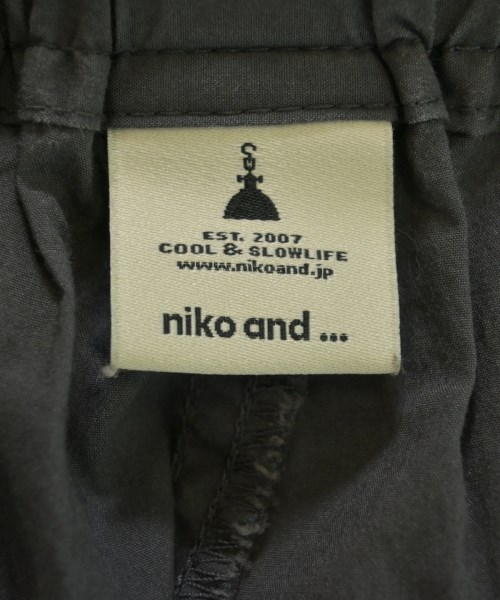 EST. 2007
COOL & SLOWLIFE
www.nikoand.jp
niko and ...